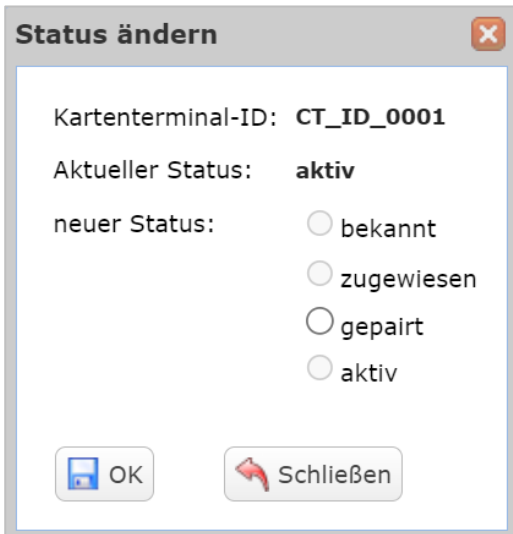 Status ändern
Kartenterminal-ID: CT_ID_0001
Aktueller Status: aktiv
neuer Status: bekannt
zugewiesen
gepairt
aktiv
OK Schließen